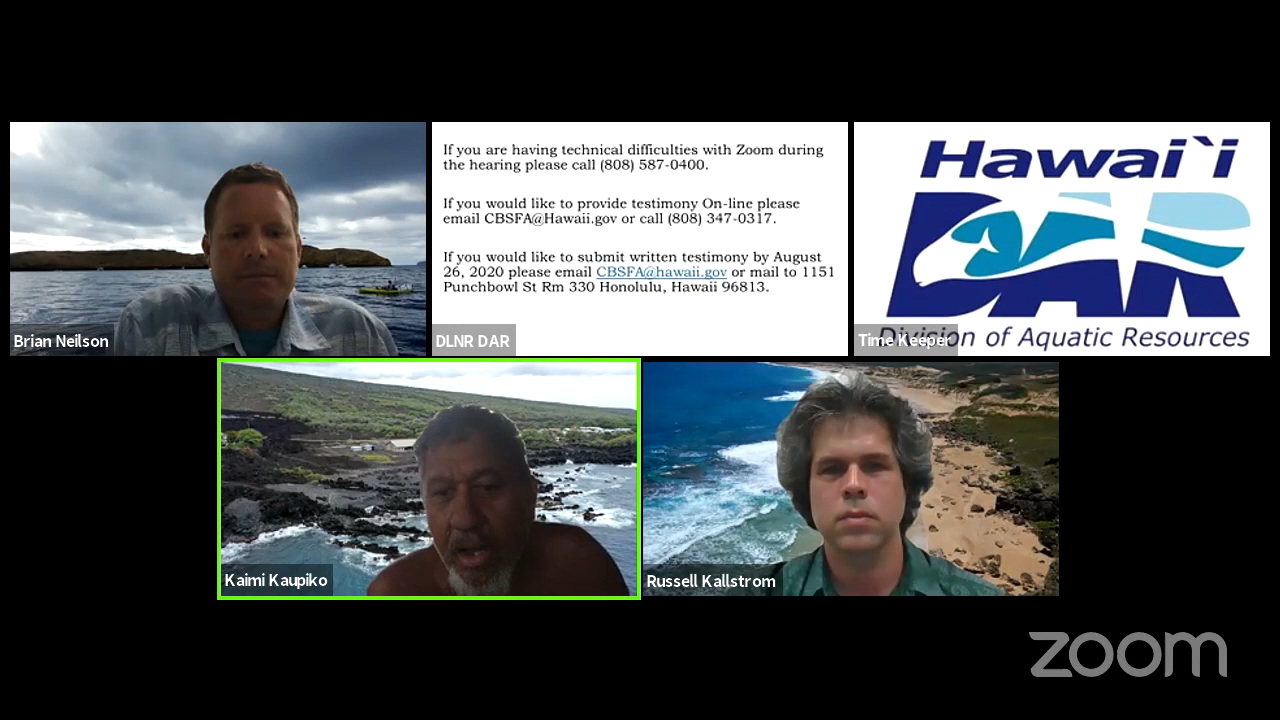 If you are having technical difficulties with Zoom during
the hearing please call (808) 587-0400.
If you would like to provide testimony On-line please
email CBSFA@Hawaii.gov or call (808) 347-0317.
If you would like to submit written testimony by August
26, 2020 please email CBSFA@hawaii.gov or mail to 1151
Punchbowl St Rm 330 Honolulu, Hawaii 96813.
Hawai`i
DAR
Division of Aquatic Resources
Brian Neilson
DLNR DAR
Time Keeper
Kaimi Kaupiko
Russell Kallstrom
zoom